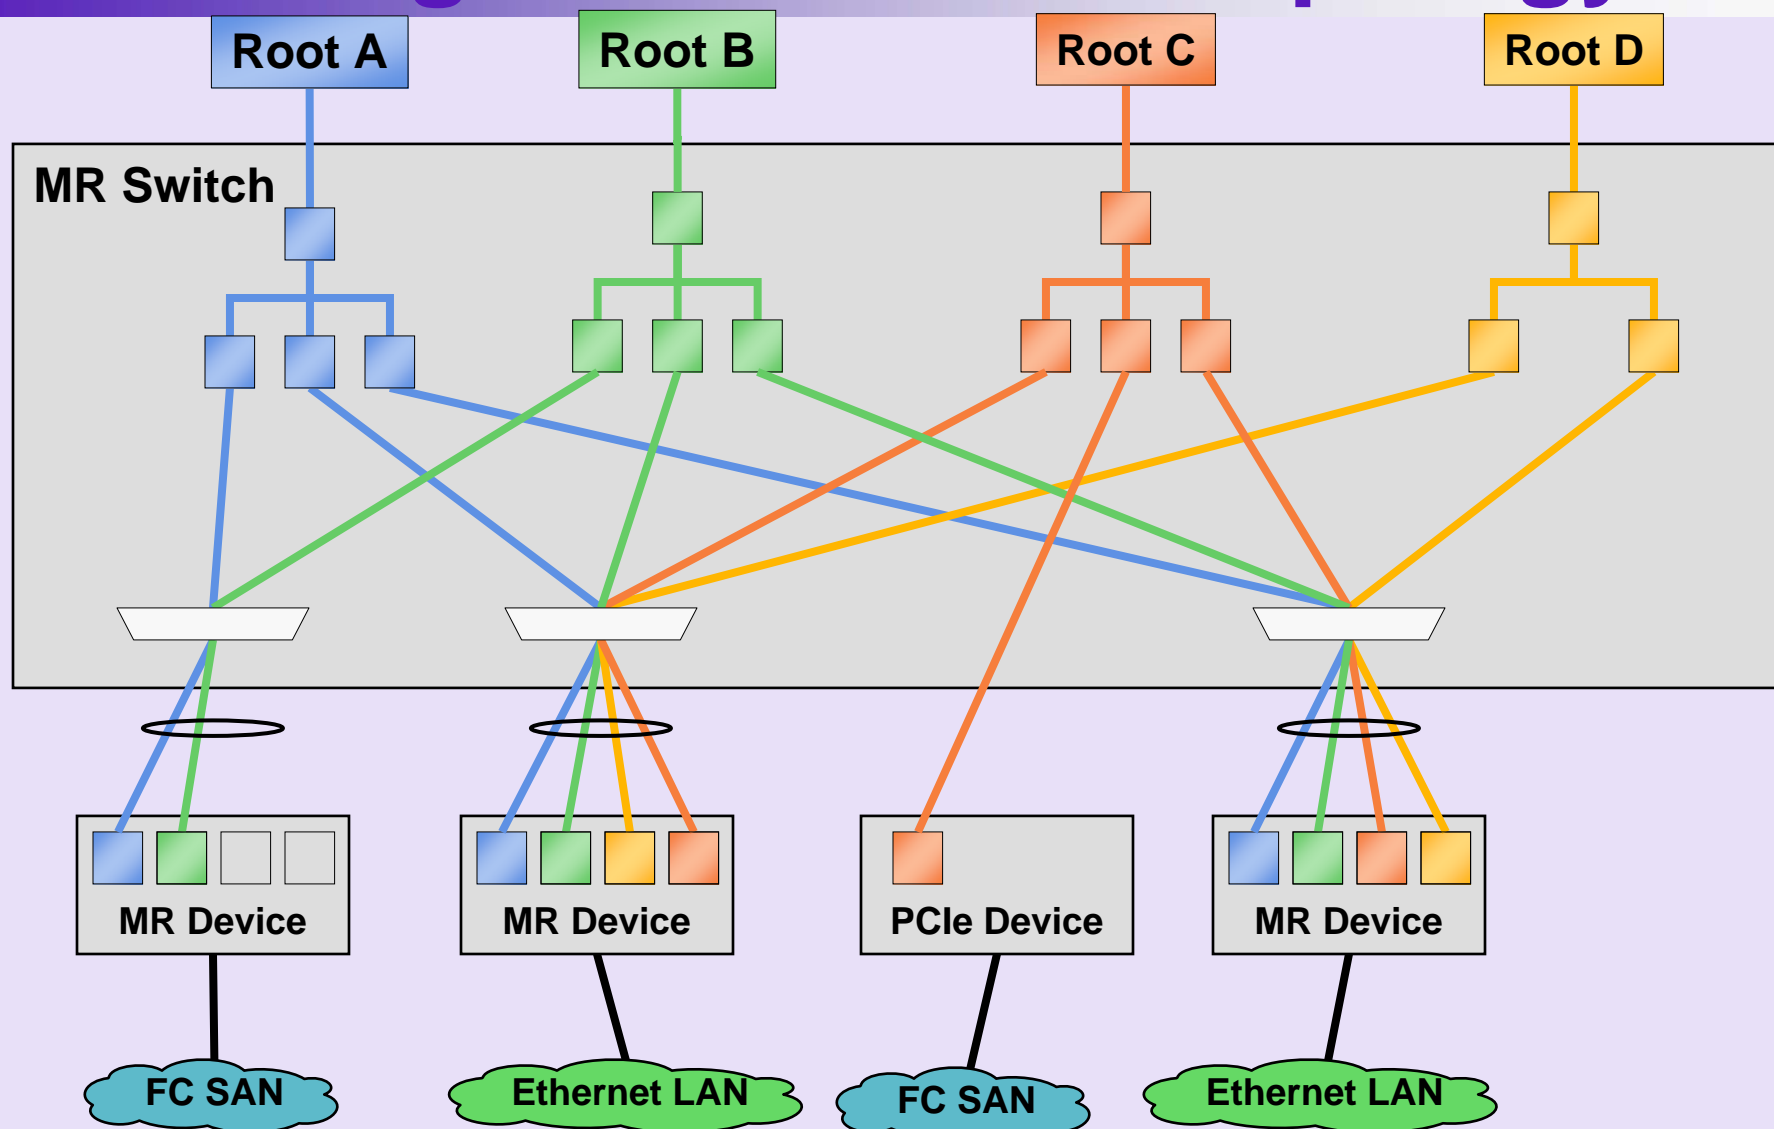 Root A
Root B
Root C
Root D
MR Switch
MR Device
MR Device
PCIe Device
MR Device
FC SAN
Ethernet LAN
FC SAN
Ethernet LAN